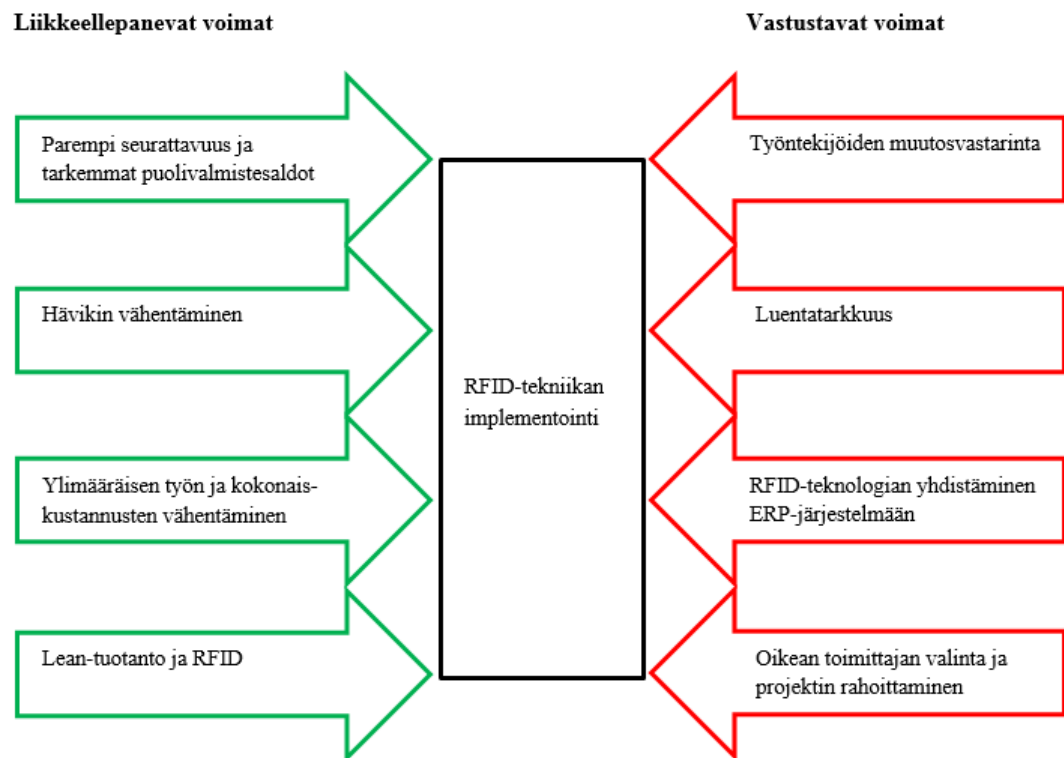 Liikkeellepanevat voimat
Vastustavat voimat
Parempi seurattavuus ja
tarkemmat puolivalmistesaldot
Hävikin vähentäminen
Ylimääräisen työn ja kokonais-
kustannusten vähentäminen
Lean-tuotanto ja RFID
RFID-tekniikan
implementointi
Työntekijöiden muutosvastarinta
Luentatarkkuus
RFID-teknologian yhdistäminen
ERP-järjestelmään
Oikean toimittajan valinta ja
projektin rahoittaminen